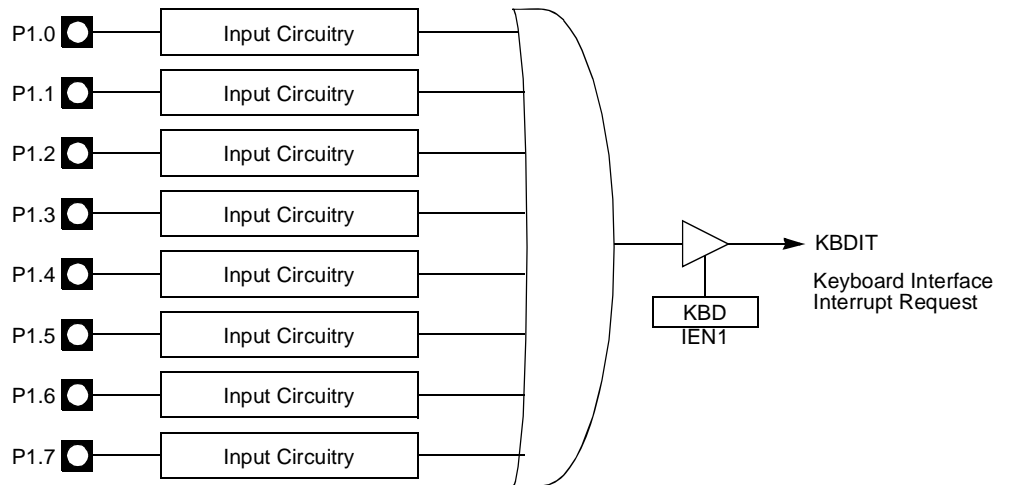 P1.0 Input Circuitry
P1.1 Input Circuitry
P1.2 Input Circuitry
P1.3 Input Circuitry
P1.4 Input Circuitry
P1.5 Input Circuitry
P1.6 Input Circuitry
P1.7 Input Circuitry
KBD
IEN1
KBDIT
Keyboard Interface
Interrupt Request